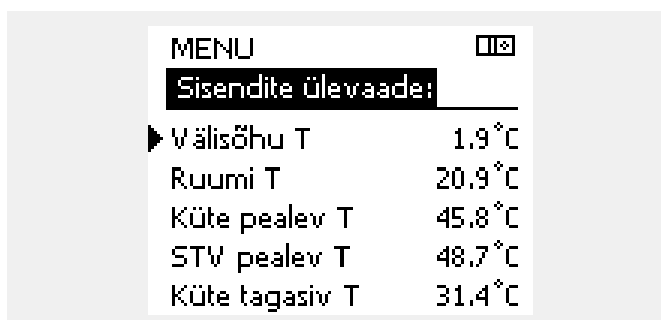 MENU
Sisendite ülevaade:
Välisõhu T 1.9°C
Ruumi T 20.9°C
Küte pealev T 45.8°C
STV pealev T 48.7°C
Küte tagasiv T 31.4°C